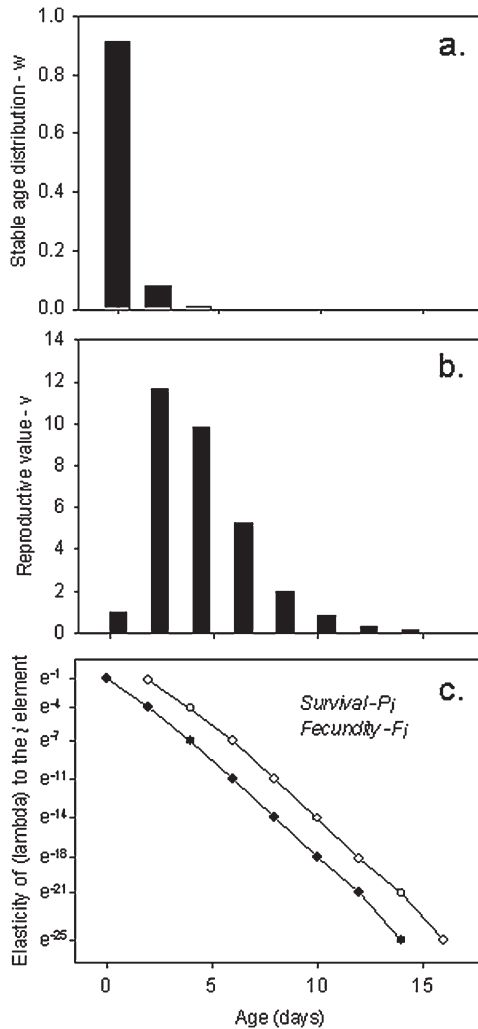 a.
Stable age distribution - w
1.0
0.8
0.6
0.4
0.2
0.0
b.
Reproductive value - v
14
12
10
8
6
4
2
0
c.
Survival-Pi
Fecundity-Fi
Elasticity of (lambda) to the i element
e-1
e-4
e-7
e-11
e-14
e-18
e-21
e-25
0 5 10 15
Age (days)